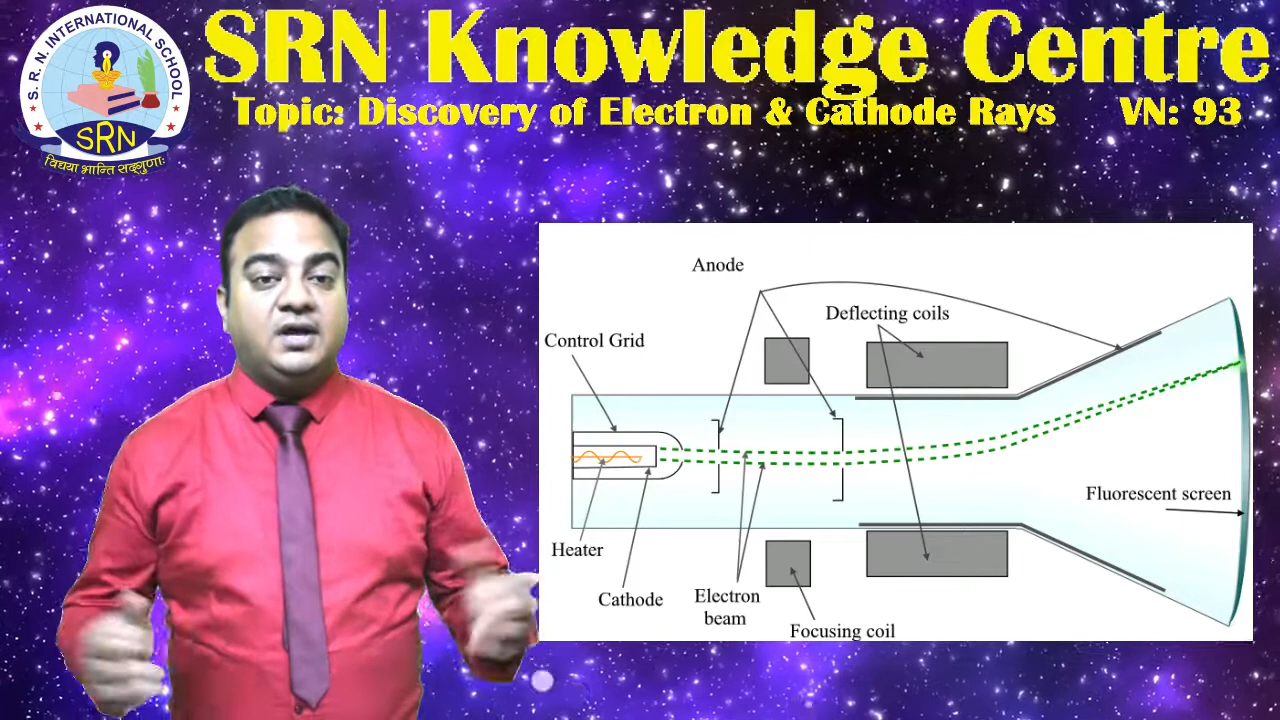 S. R. N. INTERNATIONAL SCHOOL
SRN
विद्यया भान्ति सद्गुणाः
SRN Knowledge Centre
Topic: Discovery of Electron & Cathode Rays VN: 93
Anode
Deflecting coils
Control Grid
Fluorescent screen
Heater
Cathode
Electron
beam
Focusing coil